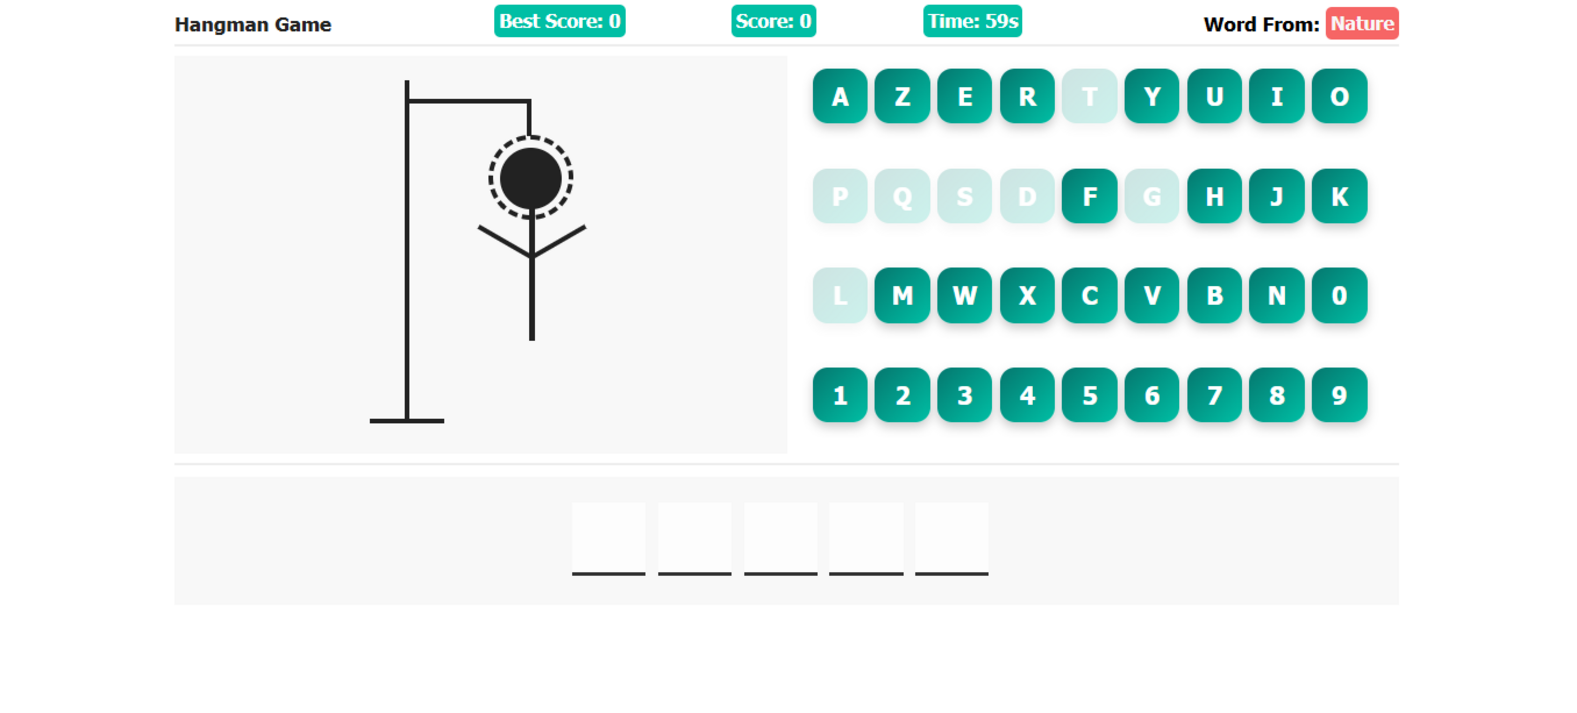 Hangman Game Best Score: 0 Score: 0 Time: 59s Word From: Nature
A Z E R T Y U I O
P Q S D F G H J K
L M W X C V B N 0
1 2 3 4 5 6 7 8 9